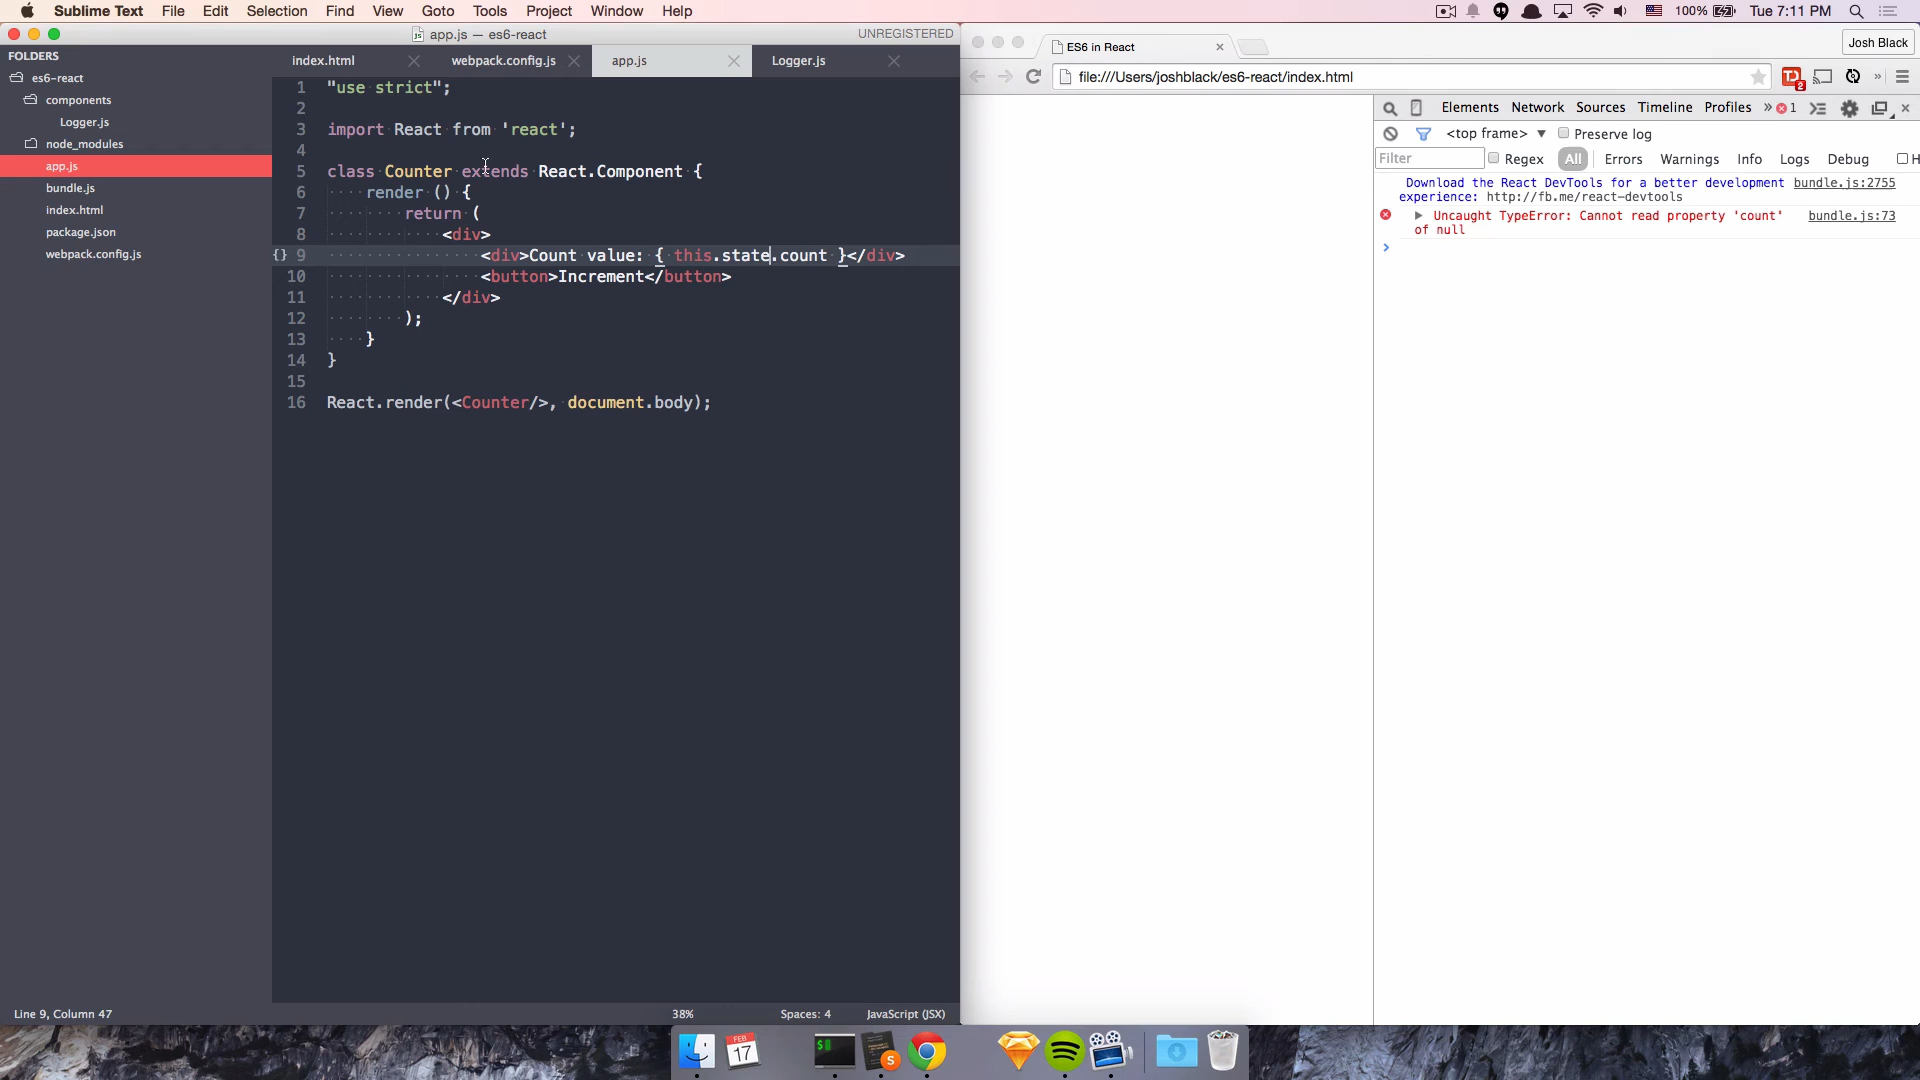 Sublime Text File Edit Selection Find View Goto Tools Project Window Help 100% Tue 7:11 PM
app.js — es6-react UNREGISTERED
FOLDERS
es6-react
components
Logger.js
node_modules
app.js
bundle.js
index.html
package.json
webpack.config.js
index.html webpack.config.js app.js Logger.js
1 "use strict";
2
3 import React from 'react';
4
5 class Counter extends React.Component {
6 render () {
7 return (
8 <div>
{} 9 <div>Count value: { this.state.count }</div>
10 <button>Increment</button>
11 </div>
12 );
13 }
14 }
15
16 React.render(<Counter/>, document.body);
Line 9, Column 47 38% Spaces: 4 JavaScript (JSX)
ES6 in React Josh Black
file:///Users/joshblack/es6-react/index.html 2 »
Elements Network Sources Timeline Profiles » 1
<top frame> ▼ Preserve log
Filter Regex All Errors Warnings Info Logs Debug H
Download the React DevTools for a better development bundle.js:2755
experience: http://fb.me/react-devtools
Uncaught TypeError: Cannot read property 'count' bundle.js:73
of null
FEB
17
$
S